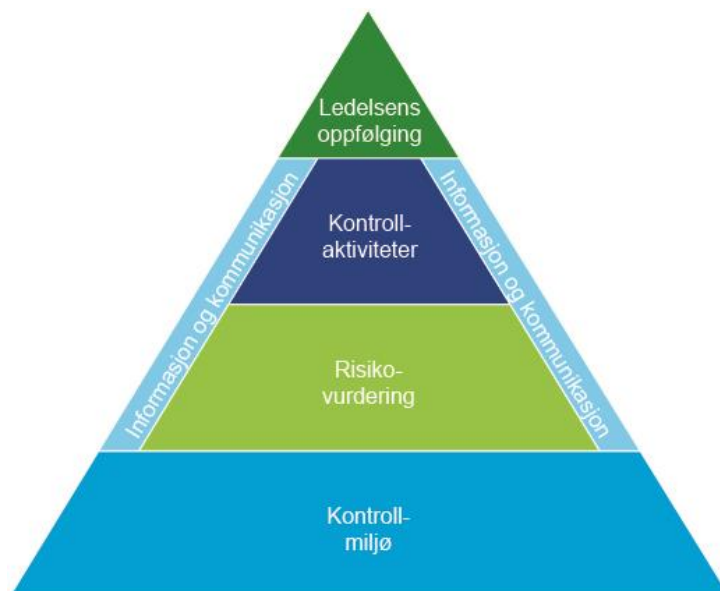 Ledelsens
oppfølging
Informasjon og kommunikasjon
Informasjon og kommunikasjon
Kontroll-
aktiviteter
Risiko-
vurdering
Kontroll-
miljø